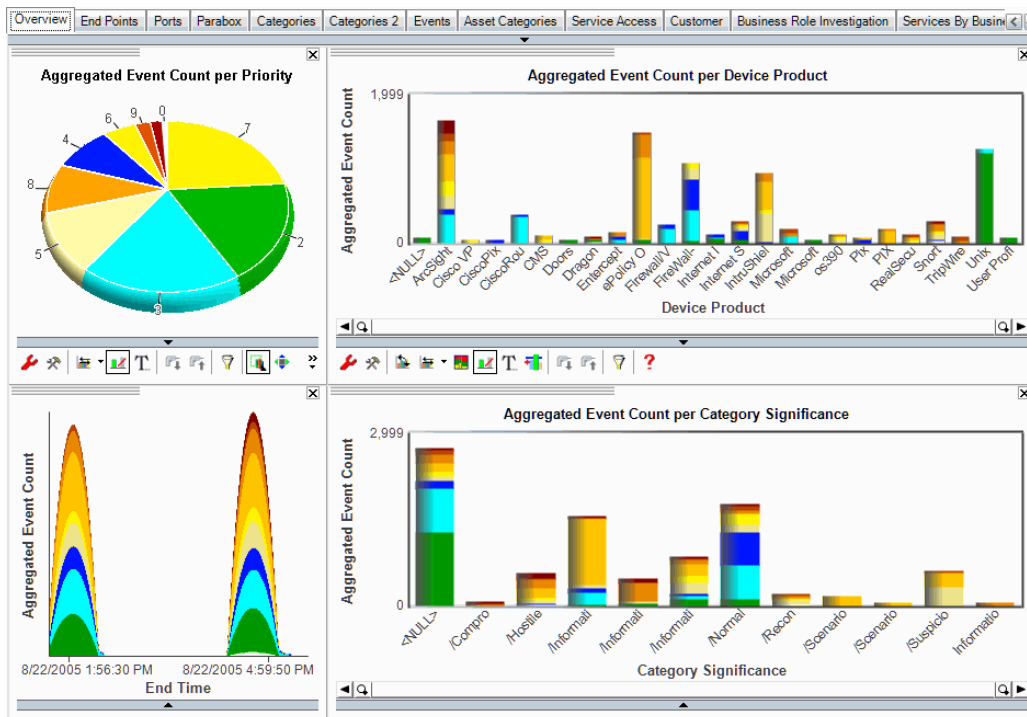 Overview End Points Ports Parabox Categories Categories 2 Events Asset Categories Service Access Customer Business Role Investigation Services By Busine
Aggregated Event Count per Priority
0
9
6
4
8
5
3
2
7
Aggregated Event Count per Device Product
Aggregated Event Count
1,999
0
<NULL>
ArcSight
Cisco VP
CiscoPix
CiscoRou
CMS
Doors
Dragon
Entercept
ePolicy O
Firewall/V
FireWall-
Internet I
Internet S
IntruShiel
Microsoft
Microsoft
os390
Pix
PIX
RealSecu
Snort
TripWire
Unix
User Profi
Device Product
Aggregated Event Count
8/22/2005 1:56:30 PM 8/22/2005 4:59:50 PM
End Time
Aggregated Event Count per Category Significance
Aggregated Event Count
2,999
0
<NULL>
/Compro
/Hostile
/Informati
/Informati
/Informati
/Normal
/Recon
/Scenario
/Scenario
/Suspicio
Informatio
Category Significance